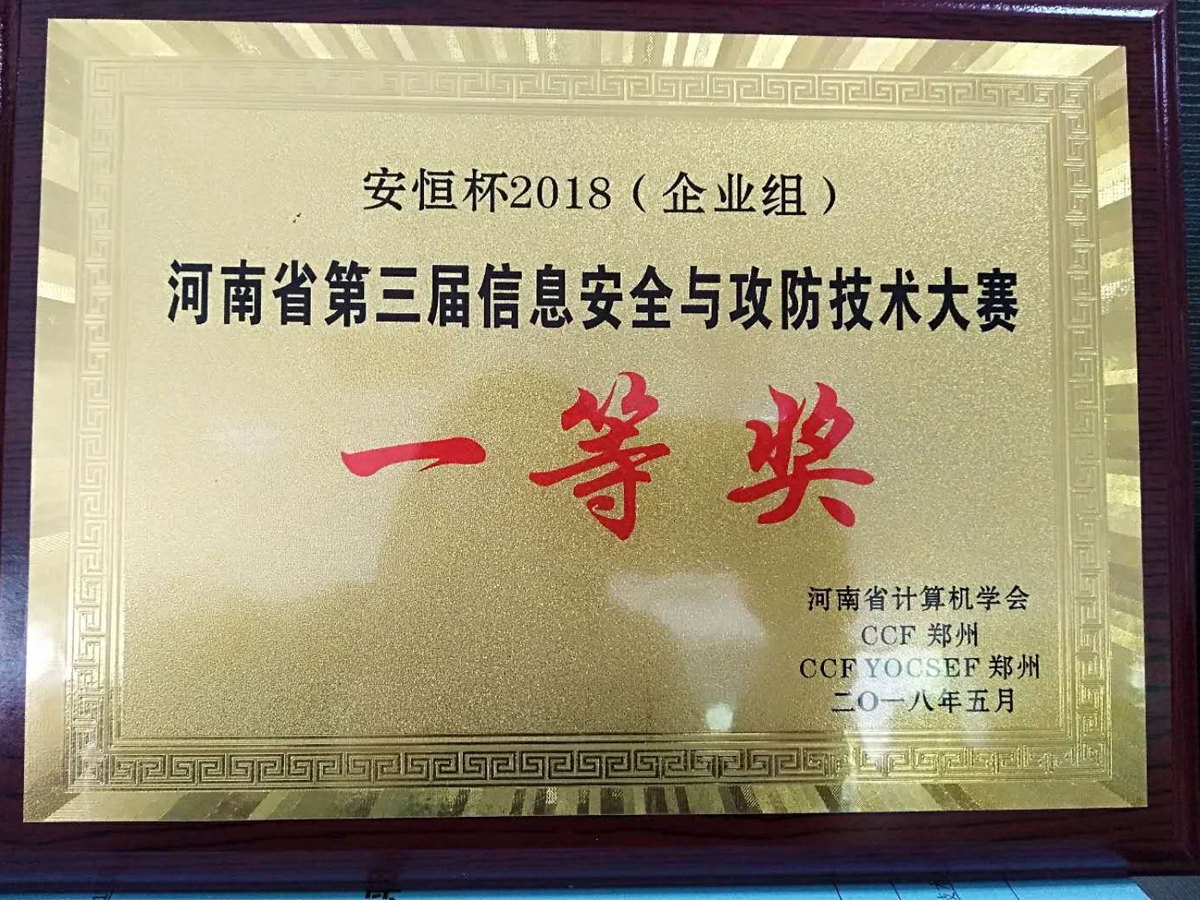 安恒杯2018（企业组）
河南省第三届信息安全与攻防技术大赛
一等奖
河南省计算机学会
CCF 郑州
CCF YOCSEF 郑州
二〇一八年五月